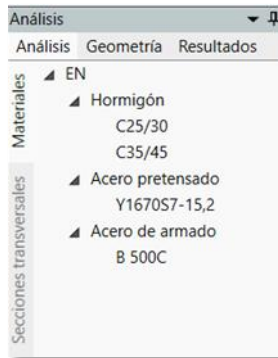 Análisis
Análisis Geometría Resultados
Materiales
Secciones transversales
EN
Hormigón
C25/30
C35/45
Acero pretensado
Y1670S7-15,2
Acero de armado
B 500C